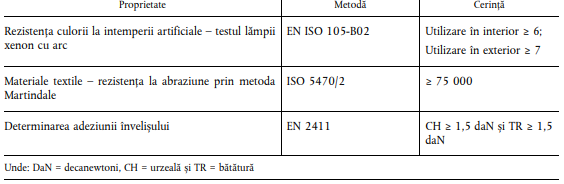 Proprietate Metodă Cerință
Rezistența culorii la intemperii artificiale – testul lămpii EN ISO 105-B02 Utilizare în interior ≥ 6;
xenon cu arc Utilizare în exterior ≥ 7
Materiale textile – rezistența la abraziune prin metoda ISO 5470/2 ≥ 75 000
Martindale
Determinarea adeziunii învelișului EN 2411 CH ≥ 1,5 daN și TR ≥ 1,5
daN
Unde: DaN = decanewtoni, CH = urzeală și TR = bătătură